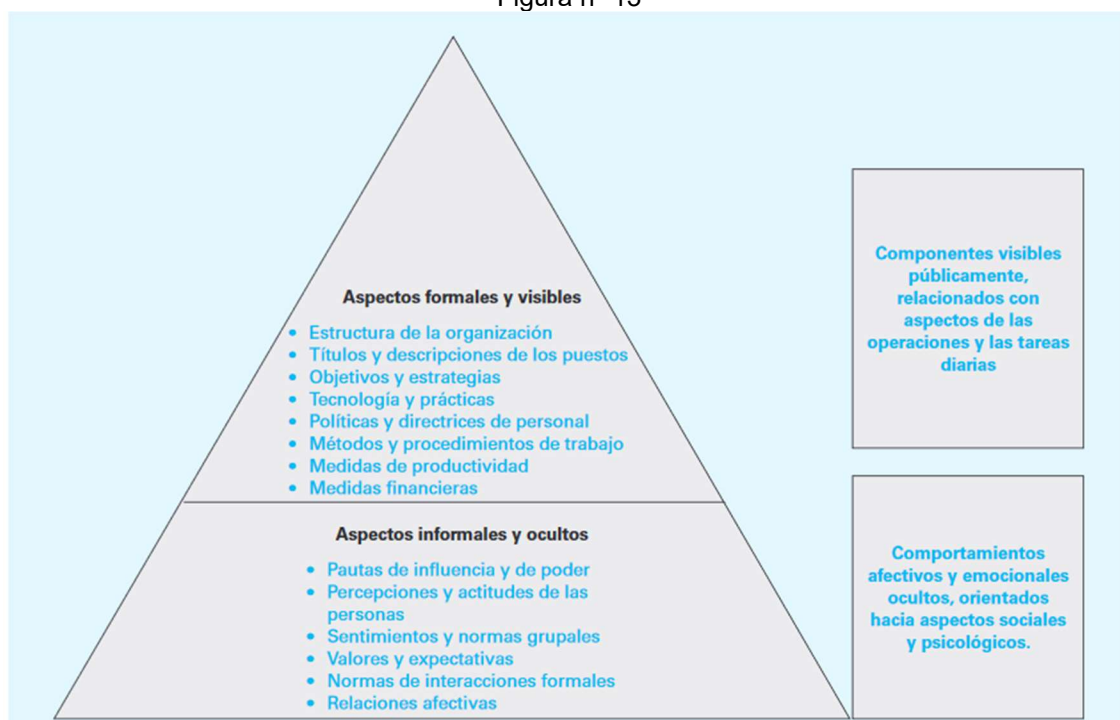 Aspectos formales y visibles
• Estructura de la organización
• Títulos y descripciones de los puestos
• Objetivos y estrategias
• Tecnología y prácticas
• Políticas y directrices de personal
• Métodos y procedimientos de trabajo
• Medidas de productividad
• Medidas financieras
Aspectos informales y ocultos
• Pautas de influencia y de poder
• Percepciones y actitudes de las
personas
• Sentimientos y normas grupales
• Valores y expectativas
• Normas de interacciones formales
• Relaciones afectivas
Componentes visibles
públicamente,
relacionados con
aspectos de las
operaciones y las tareas
diarias
Comportamientos
afectivos y emocionales
ocultos, orientados
hacia aspectos sociales
y psicológicos.